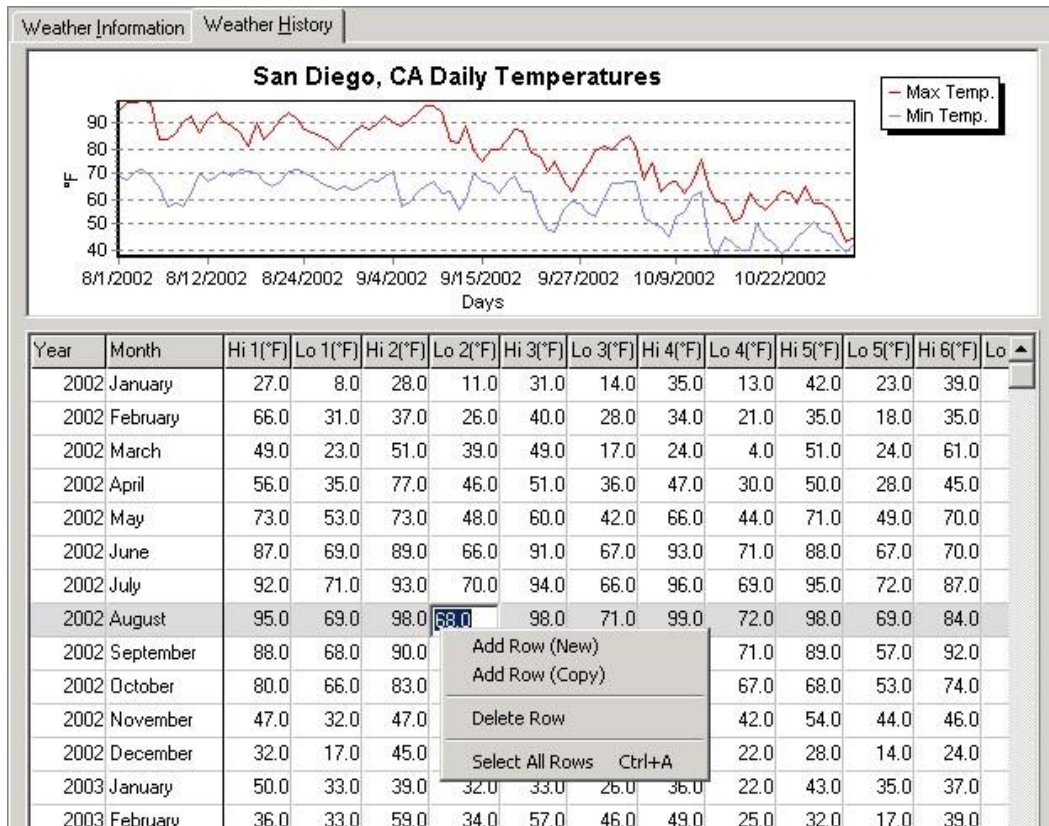 Weather Information Weather History
San Diego, CA Daily Temperatures
Max Temp.
Min Temp.
90
80
70
60
50
40
°F
8/1/2002 8/12/2002 8/24/2002 9/4/2002 9/15/2002 9/27/2002 10/9/2002 10/22/2002
Days
Year Month Hi 1(°F) Lo 1(°F) Hi 2(°F) Lo 2(°F) Hi 3(°F) Lo 3(°F) Hi 4(°F) Lo 4(°F) Hi 5(°F) Lo 5(°F) Hi 6(°F) Lo
2002 January 27.0 8.0 28.0 11.0 31.0 14.0 35.0 13.0 42.0 23.0 39.0
2002 February 66.0 31.0 37.0 26.0 40.0 28.0 34.0 21.0 35.0 18.0 35.0
2002 March 49.0 23.0 51.0 39.0 49.0 17.0 24.0 4.0 51.0 24.0 61.0
2002 April 56.0 35.0 77.0 46.0 51.0 36.0 47.0 30.0 50.0 28.0 45.0
2002 May 73.0 53.0 73.0 48.0 60.0 42.0 66.0 44.0 71.0 49.0 70.0
2002 June 87.0 69.0 89.0 66.0 91.0 67.0 93.0 71.0 88.0 67.0 70.0
2002 July 92.0 71.0 93.0 70.0 94.0 66.0 96.0 69.0 95.0 72.0 87.0
2002 August 95.0 69.0 98.0 68.0 98.0 71.0 99.0 72.0 98.0 69.0 84.0
2002 September 88.0 68.0 90.0 71.0 89.0 57.0 92.0
2002 October 80.0 66.0 83.0 67.0 68.0 53.0 74.0
2002 November 47.0 32.0 47.0 42.0 54.0 44.0 46.0
2002 December 32.0 17.0 45.0 22.0 28.0 14.0 24.0
2003 January 50.0 33.0 39.0 32.0 33.0 26.0 36.0 22.0 43.0 35.0 37.0
2003 February 36.0 33.0 59.0 34.0 57.0 46.0 49.0 25.0 32.0 17.0 39.0
Add Row (New)
Add Row (Copy)
Delete Row
Select All Rows Ctrl+A